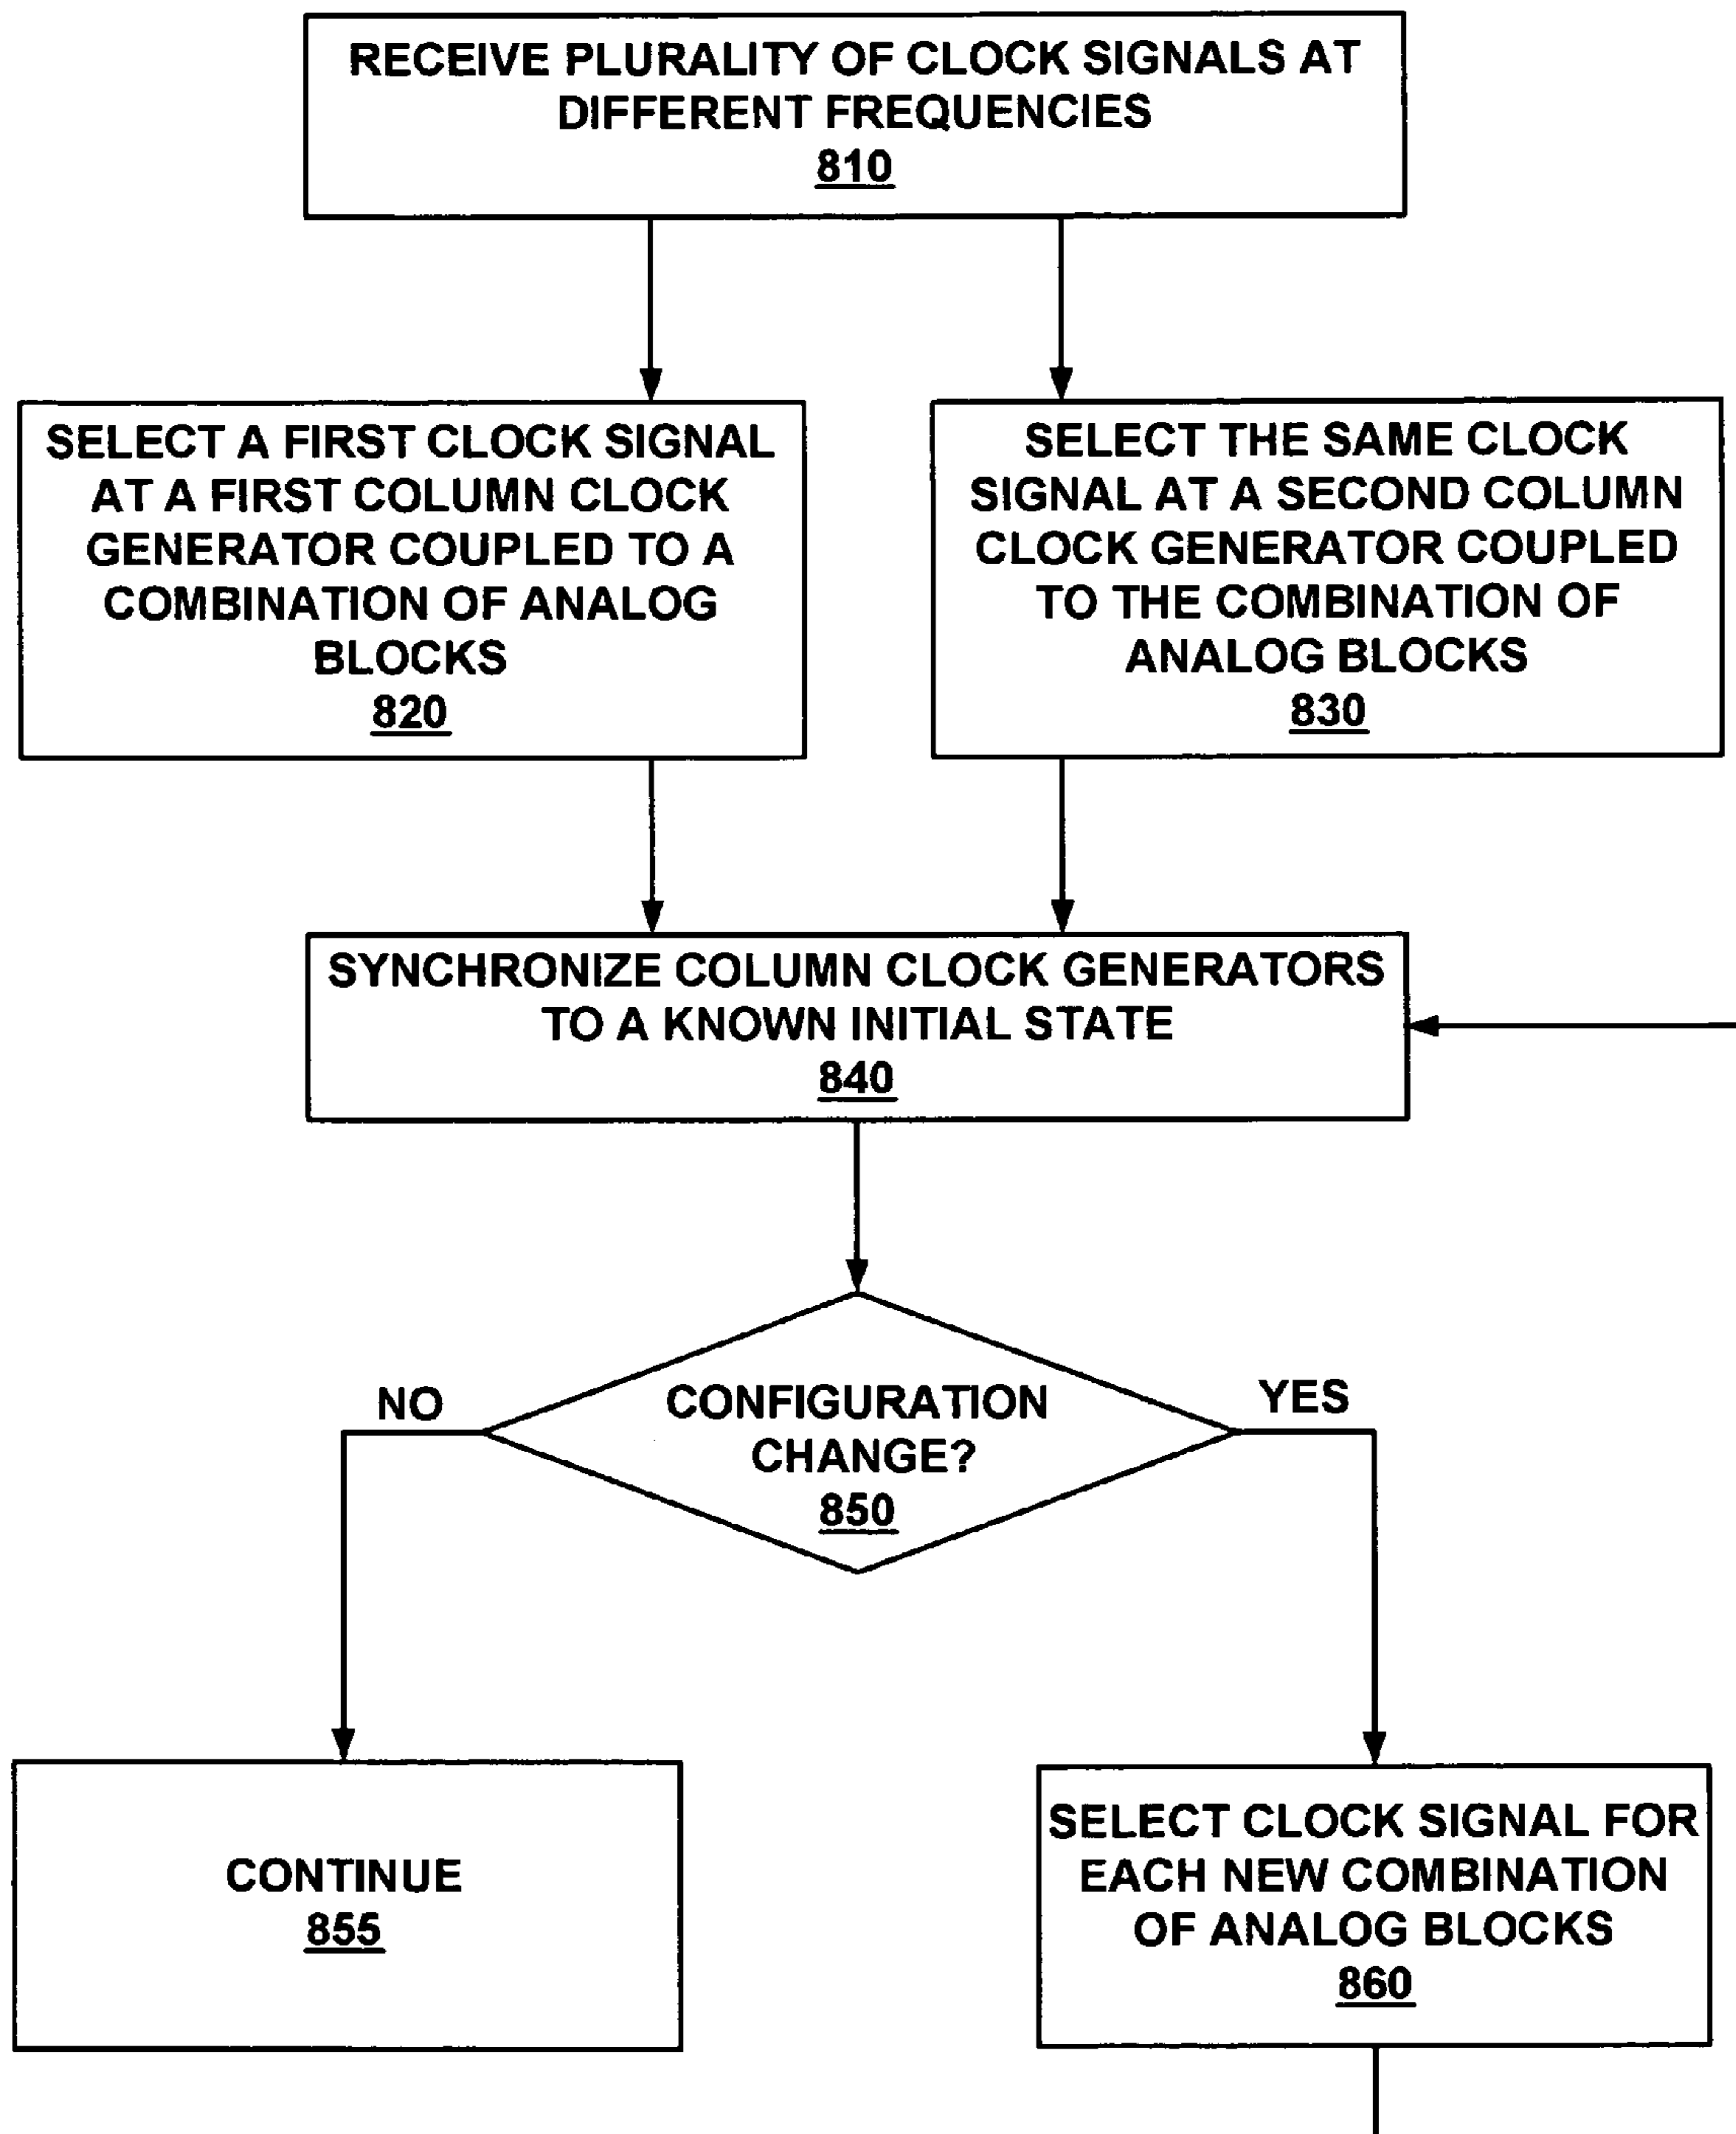 RECEIVE PLURALITY OF CLOCK SIGNALS AT
DIFFERENT FREQUENCIES
810
SELECT A FIRST CLOCK SIGNAL
AT A FIRST COLUMN CLOCK
GENERATOR COUPLED TO A
COMBINATION OF ANALOG
BLOCKS
820
SELECT THE SAME CLOCK
SIGNAL AT A SECOND COLUMN
CLOCK GENERATOR COUPLED
TO THE COMBINATION OF
ANALOG BLOCKS
830
SYNCHRONIZE COLUMN CLOCK GENERATORS
TO A KNOWN INITIAL STATE
840
CONFIGURATION
CHANGE?
850
NO
YES
CONTINUE
855
SELECT CLOCK SIGNAL FOR
EACH NEW COMBINATION
OF ANALOG BLOCKS
860